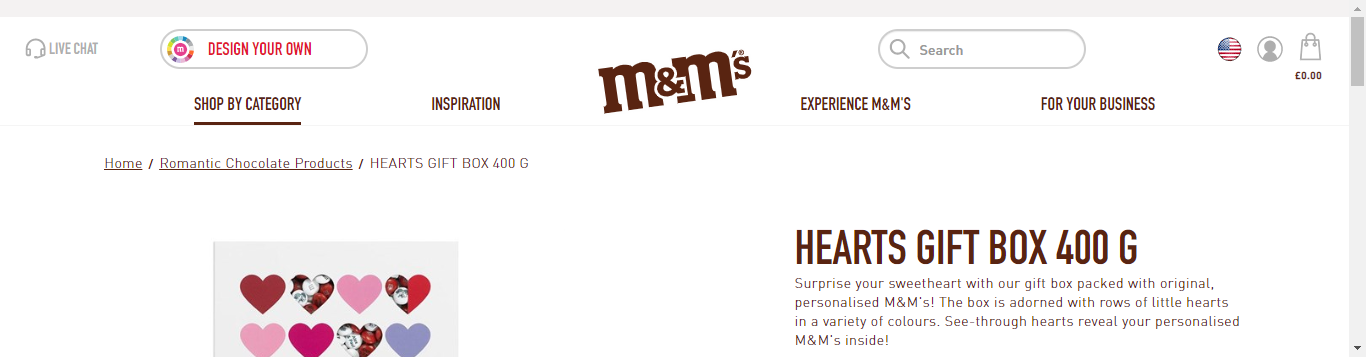 LIVE CHAT
DESIGN YOUR OWN
m&m's®
Search
£0.00
SHOP BY CATEGORY
INSPIRATION
EXPERIENCE M&M'S
FOR YOUR BUSINESS
Home / Romantic Chocolate Products / HEARTS GIFT BOX 400 G
HEARTS GIFT BOX 400 G
Surprise your sweetheart with our gift box packed with original,
personalised M&M's! The box is adorned with rows of little hearts
in a variety of colours. See-through hearts reveal your personalised
M&M's inside!